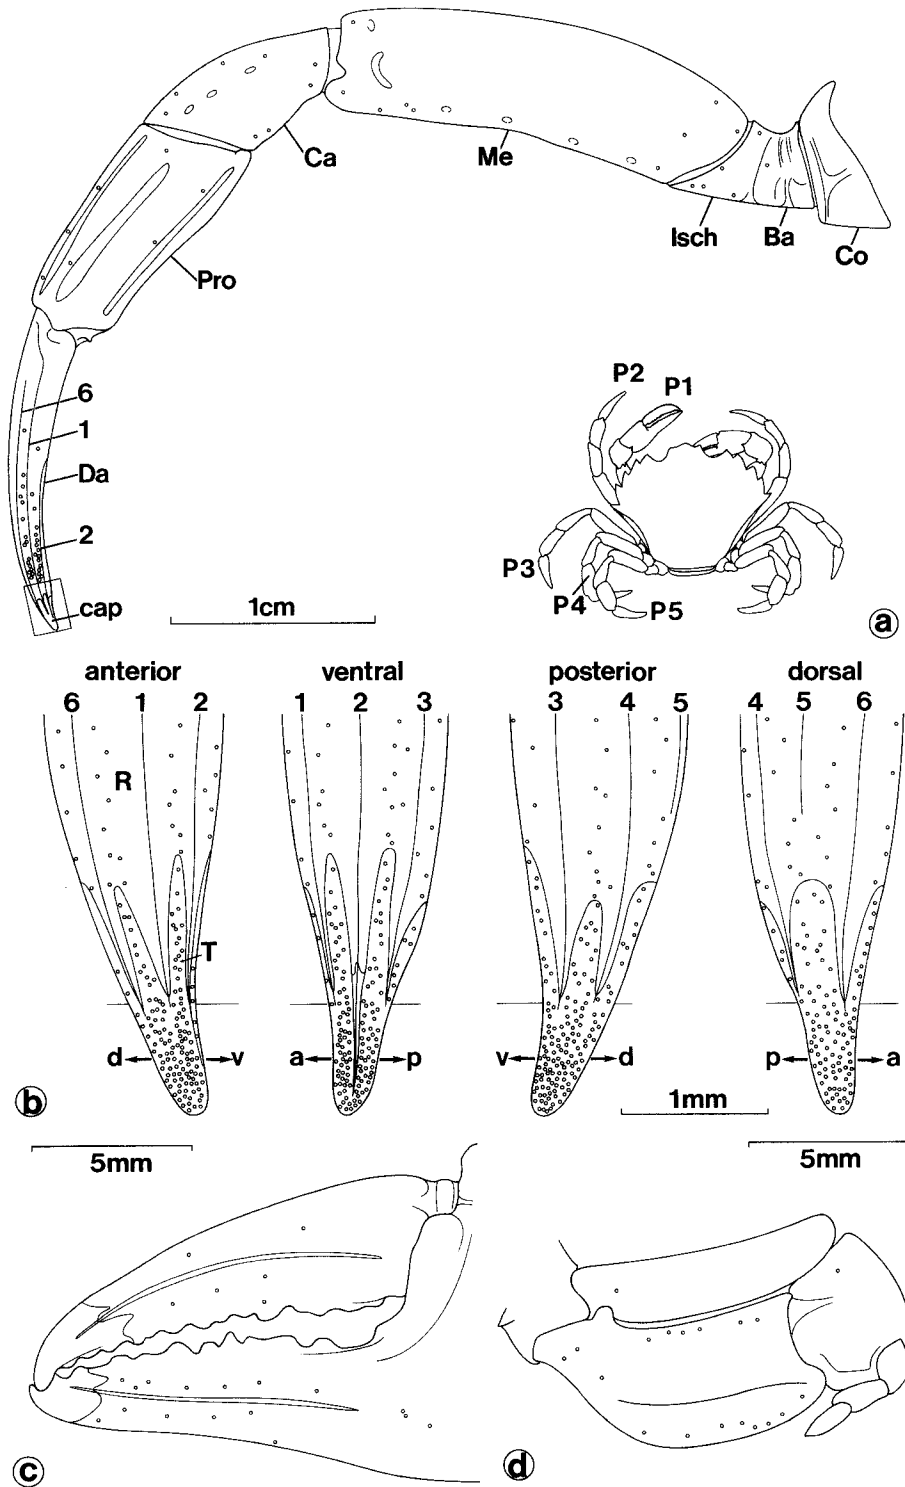 Ca
Me
Isch
Ba
Co
Pro
6
1
Da
2
cap
1cm
P2
P1
P3
P4
P5
a
anterior ventral posterior dorsal
6 1 2 1 2 3 3 4 5 4 5 6
R
T
d v a p v d p a
b
1mm
5mm
5mm
c
d